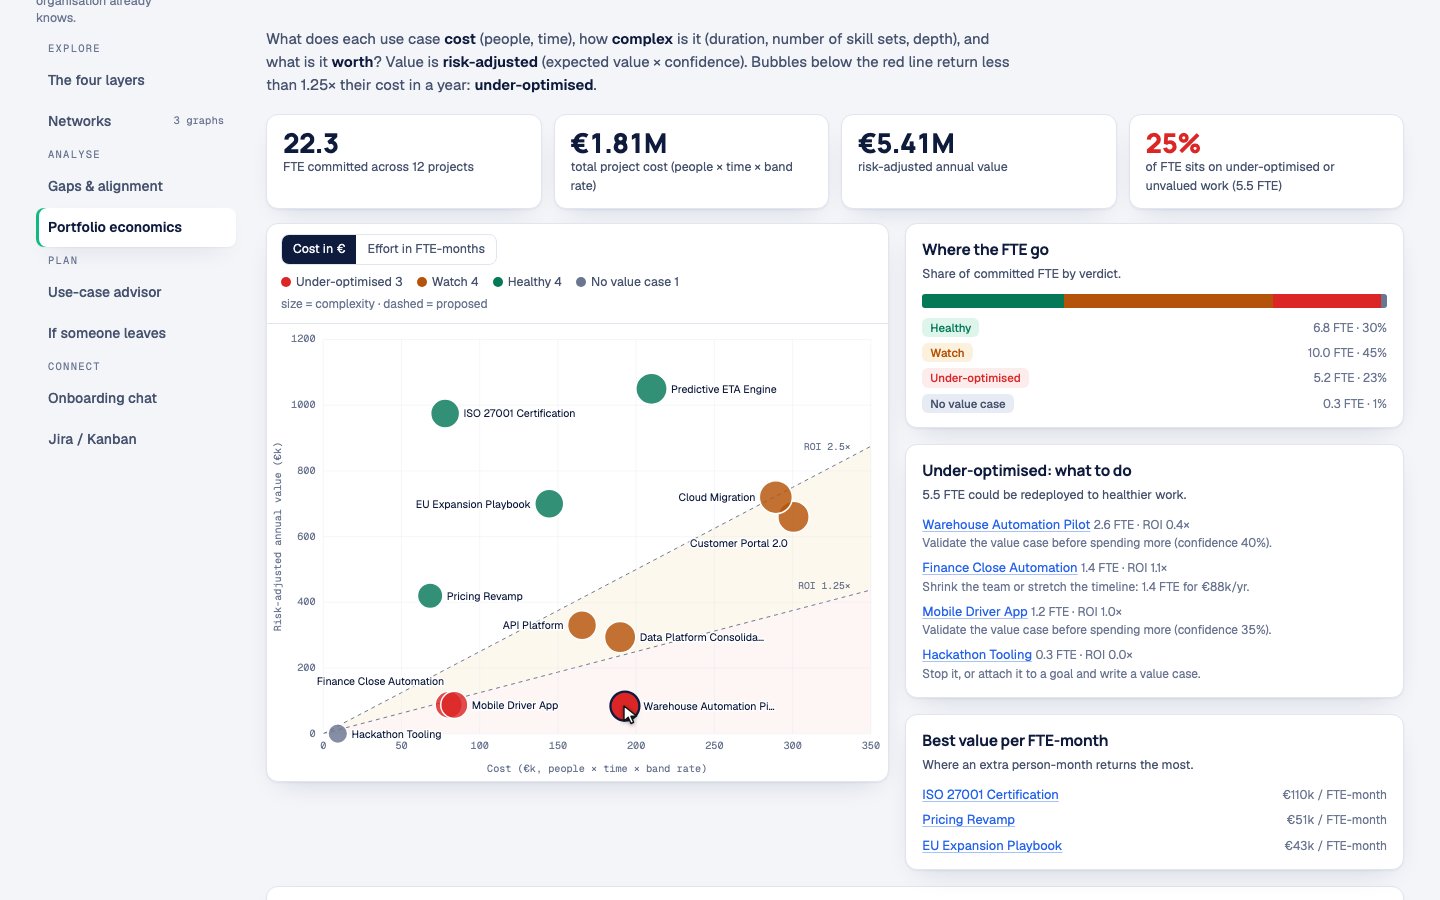 organisation already
knows.
EXPLORE
The four layers
Networks 3 graphs
ANALYSE
Gaps & alignment
Portfolio economics
PLAN
Use-case advisor
If someone leaves
CONNECT
Onboarding chat
Jira / Kanban
What does each use case cost (people, time), how complex is it (duration, number of skill sets, depth), and
what is it worth? Value is risk-adjusted (expected value × confidence). Bubbles below the red line return less
than 1.25× their cost in a year: under-optimised.
22.3
FTE committed across 12 projects
€1.81M
total project cost (people × time × band
rate)
€5.41M
risk-adjusted annual value
25%
of FTE sits on under-optimised or
unvalued work (5.5 FTE)
Cost in € Effort in FTE-months
Under-optimised 3 Watch 4 Healthy 4 No value case 1
size = complexity · dashed = proposed
Risk-adjusted annual value (€k)
1200
1000
800
600
400
200
0
Predictive ETA Engine
ISO 27001 Certification
ROI 2.5×
Cloud Migration
EU Expansion Playbook
Customer Portal 2.0
ROI 1.25×
Pricing Revamp
API Platform
Data Platform Consolida…
Finance Close Automation
Mobile Driver App
Warehouse Automation Pi…
Hackathon Tooling
0 50 100 150 200 250 300 350
Cost (€k, people × time × band rate)
Where the FTE go
Share of committed FTE by verdict.
Healthy 6.8 FTE · 30%
Watch 10.0 FTE · 45%
Under-optimised 5.2 FTE · 23%
No value case 0.3 FTE · 1%
Under-optimised: what to do
5.5 FTE could be redeployed to healthier work.
Warehouse Automation Pilot 2.6 FTE · ROI 0.4×
Validate the value case before spending more (confidence 40%).
Finance Close Automation 1.4 FTE · ROI 1.1×
Shrink the team or stretch the timeline: 1.4 FTE for €88k/yr.
Mobile Driver App 1.2 FTE · ROI 1.0×
Validate the value case before spending more (confidence 35%).
Hackathon Tooling 0.3 FTE · ROI 0.0×
Stop it, or attach it to a goal and write a value case.
Best value per FTE-month
Where an extra person-month returns the most.
ISO 27001 Certification €110k / FTE-month
Pricing Revamp €51k / FTE-month
EU Expansion Playbook €43k / FTE-month